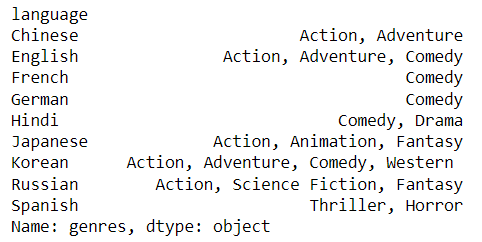 language
Chinese Action, Adventure
English Action, Adventure, Comedy
French Comedy
German Comedy
Hindi Comedy, Drama
Japanese Action, Animation, Fantasy
Korean Action, Adventure, Comedy, Western
Russian Action, Science Fiction, Fantasy
Spanish Thriller, Horror
Name: genres, dtype: object